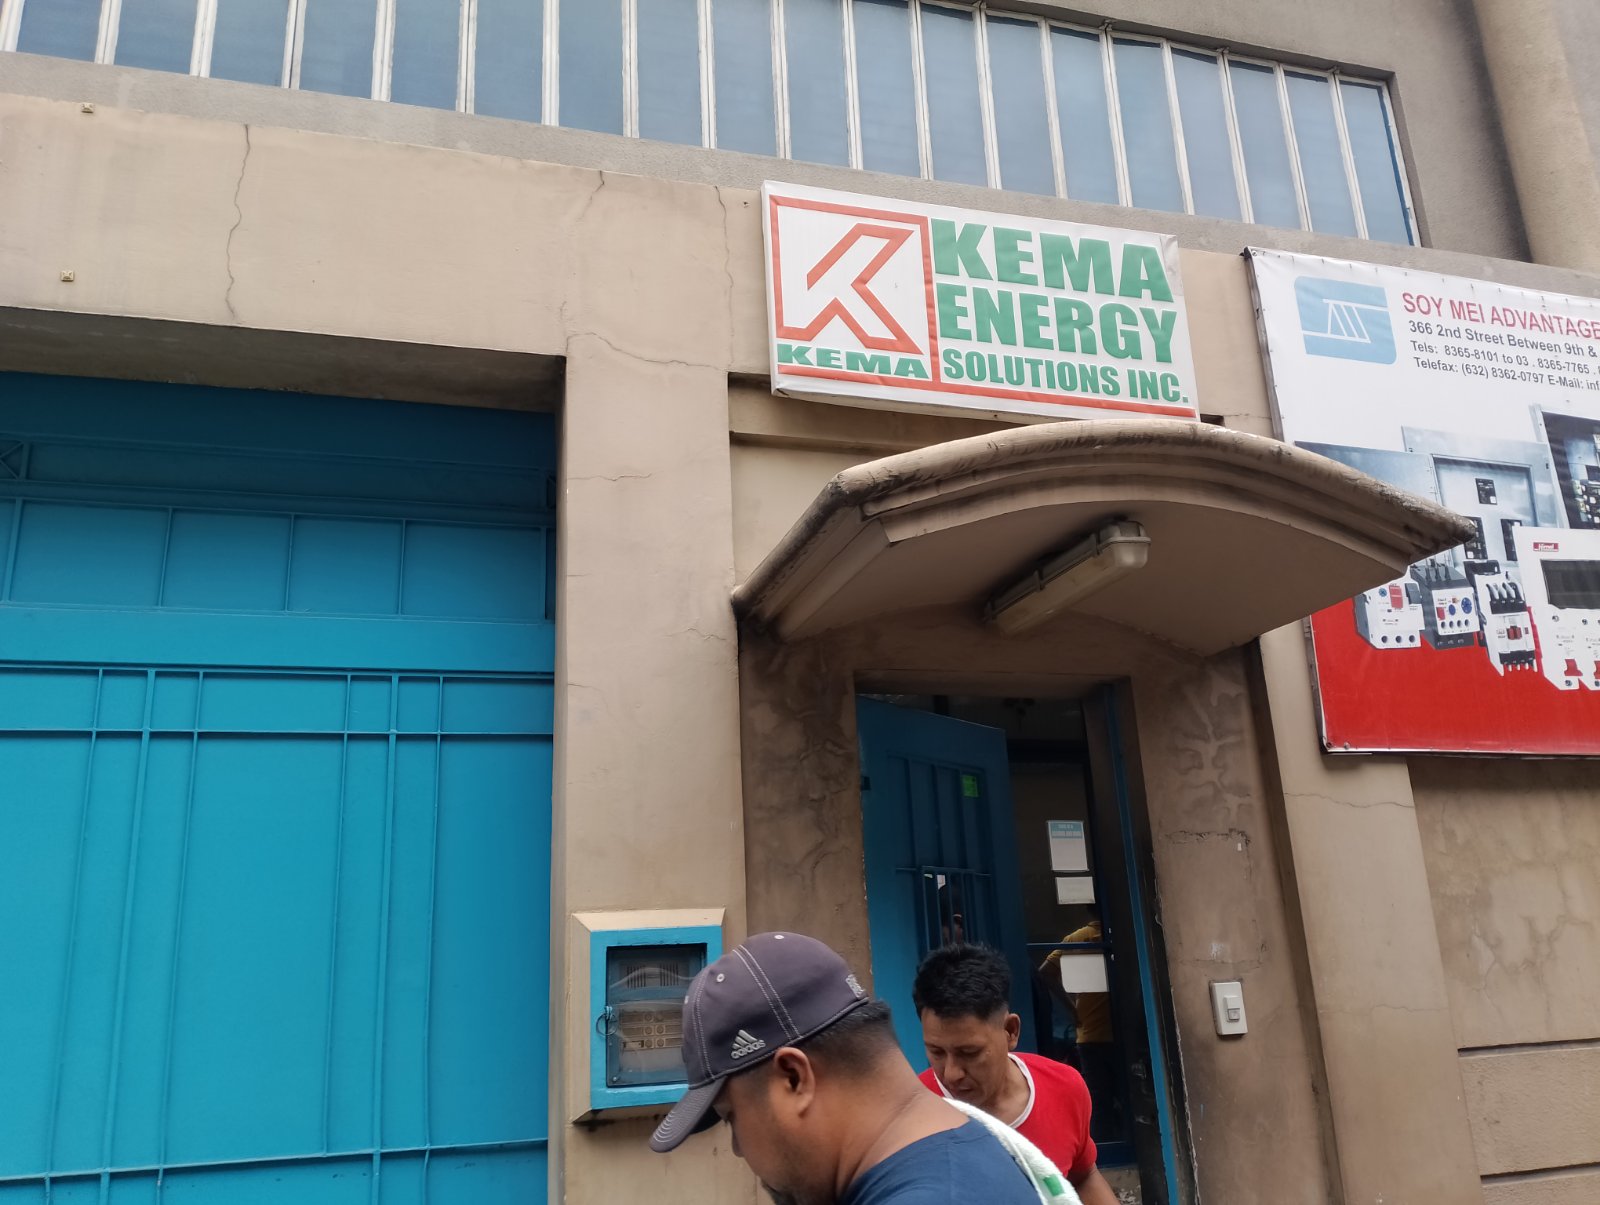 KEMA
KEMA
ENERGY
SOLUTIONS INC.
SOY MEI ADVANTAGE
366 2nd Street Between 9th &
Tels: 8365-8101 to 03 . 8365-7765 .
Telefax: (632) 8362-0797 E-Mail: inf
adidas